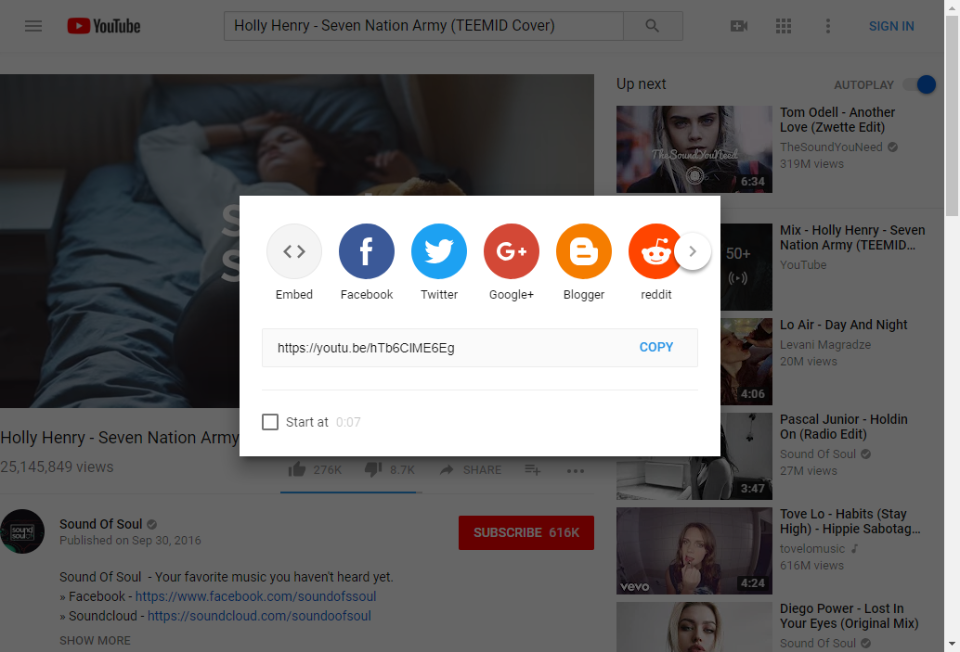 YouTube
Holly Henry - Seven Nation Army (TEEMID Cover)
SIGN IN
Up next
AUTOPLAY
TheSoundYouNeed
6:34
Tom Odell - Another
Love (Zwette Edit)
TheSoundYouNeed
319M views
50+
Mix - Holly Henry - Seven
Nation Army (TEEMID...
YouTube
4:06
Lo Air - Day And Night
Levani Magradze
20M views
3:47
Pascal Junior - Holdin
On (Radio Edit)
Sound Of Soul
27M views
vevo
4:24
Tove Lo - Habits (Stay
High) - Hippie Sabotag...
tovelomusic
616M views
Diego Power - Lost In
Your Eyes (Original Mix)
Sound Of Soul
Embed
Facebook
Twitter
G+
Google+
Blogger
reddit
https://youtu.be/hTb6ClME6Eg
COPY
Start at 0:07
Holly Henry - Seven Nation Army
25,145,849 views
276K
8.7K
SHARE
sound
soul
Sound Of Soul
Published on Sep 30, 2016
SUBSCRIBE 616K
Sound Of Soul - Your favorite music you haven't heard yet.
» Facebook - https://www.facebook.com/soundofssoul
» Soundcloud - https://soundcloud.com/soundoofsoul
SHOW MORE